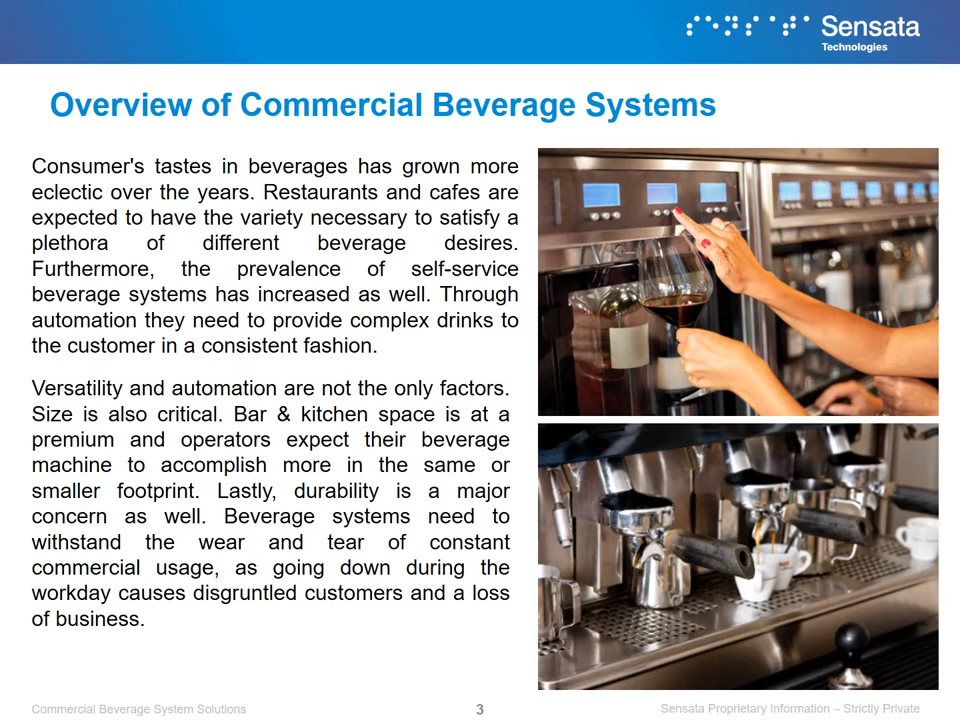 Sensata
Technologies
Overview of Commercial Beverage Systems
Consumer's tastes in beverages has grown more
eclectic over the years. Restaurants and cafes are
expected to have the variety necessary to satisfy a
plethora of different beverage desires.
Furthermore, the prevalence of self-service
beverage systems has increased as well. Through
automation they need to provide complex drinks to
the customer in a consistent fashion.
Versatility and automation are not the only factors.
Size is also critical. Bar & kitchen space is at a
premium and operators expect their beverage
machine to accomplish more in the same or
smaller footprint. Lastly, durability is a major
concern as well. Beverage systems need to
withstand the wear and tear of constant
commercial usage, as going down during the
workday causes disgruntled customers and a loss
of business.
Commercial Beverage System Solutions
3
Sensata Proprietary Information – Strictly Private